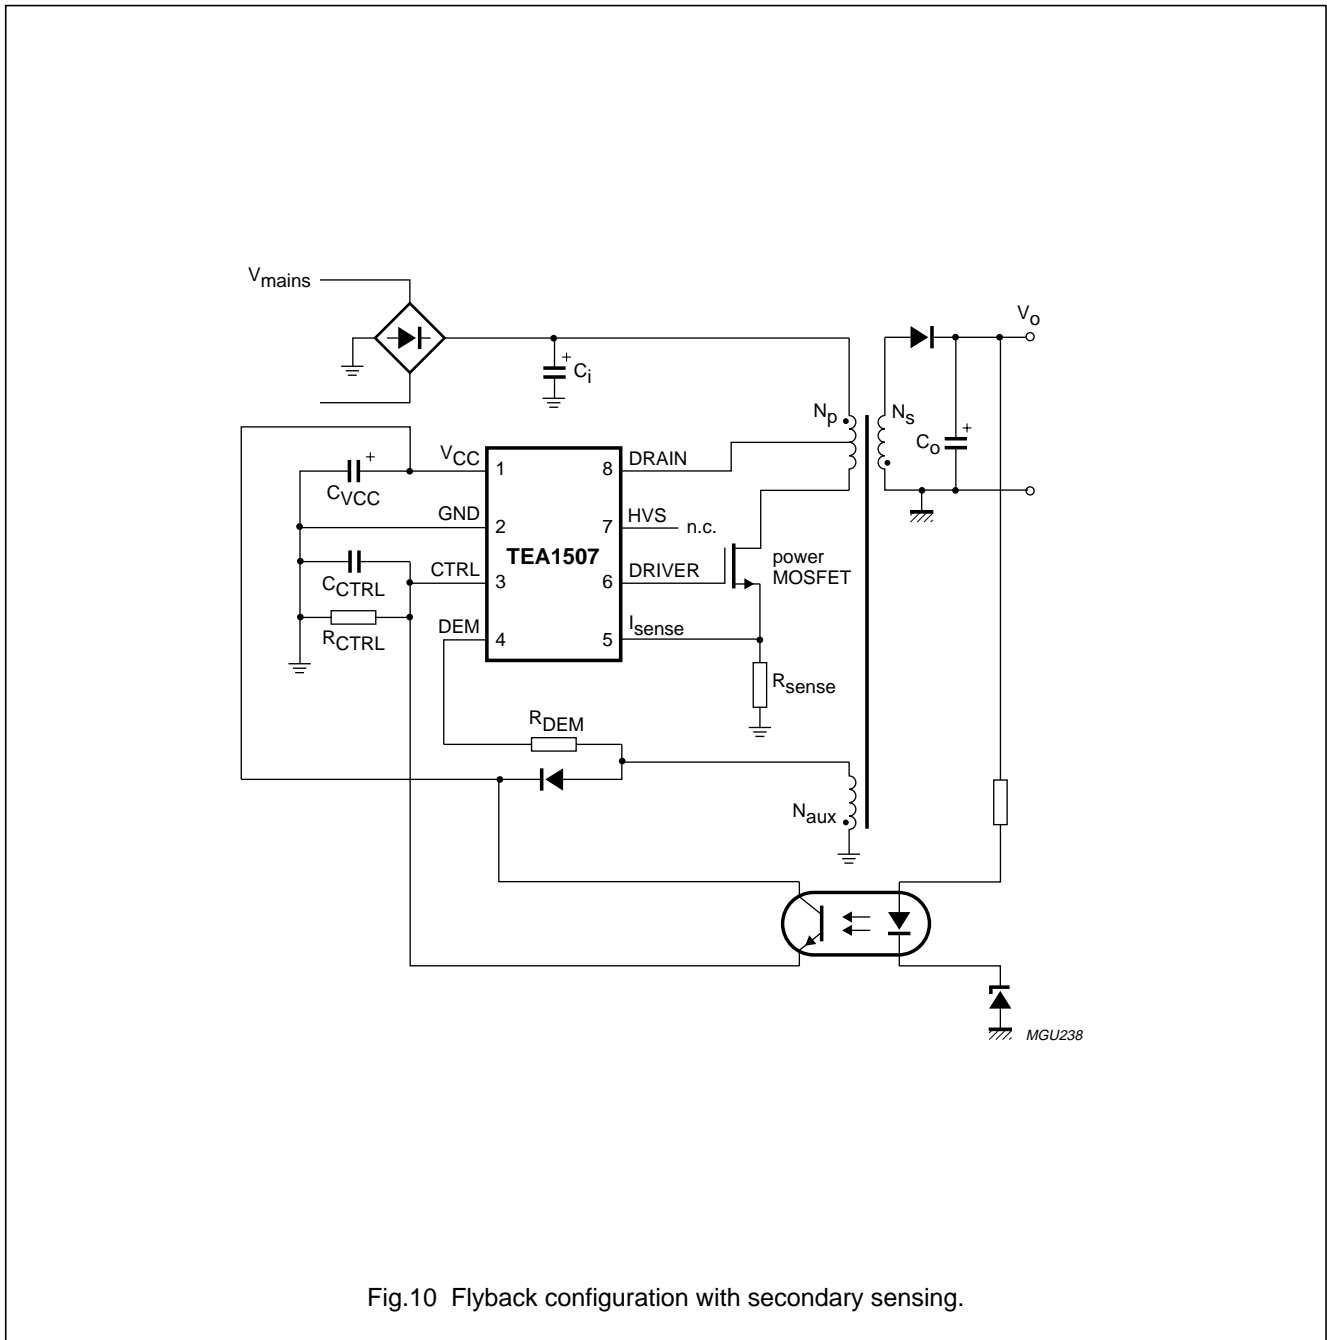 Vmains
Vo
Ci
Np
Ns
Co
VCC
1
8
DRAIN
CVCC
GND
2
7
HVS
n.c.
TEA1507
CCTRL
CTRL
3
6
DRIVER
power
MOSFET
RCTRL
DEM
4
5
Isense
Rsense
RDEM
Naux
MGU238
Fig.10 Flyback configuration with secondary sensing.